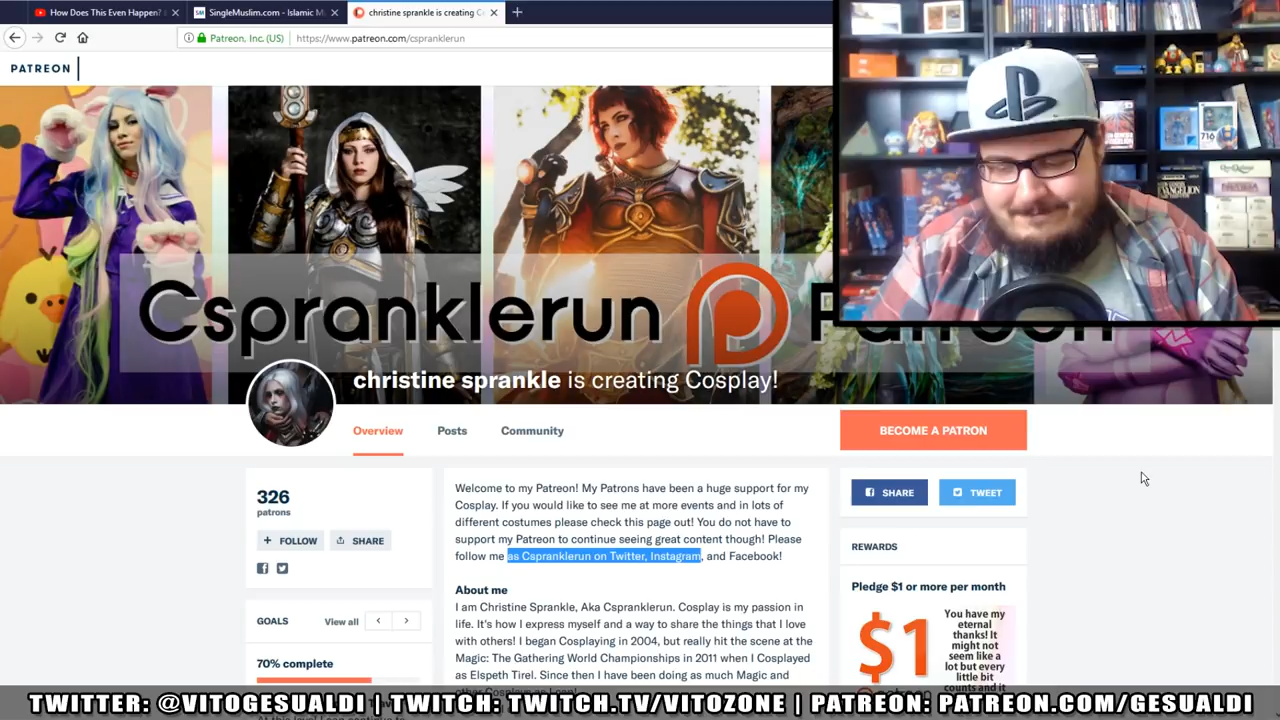 How Does This Even Happen?
SingleMuslim.com - Islamic M
christine sprankle is creating C
Patreon, Inc. (US)
https://www.patreon.com/cspranklerun
PATREON
716
Cspranklerun Patreon
christine sprankle is creating Cosplay!
Overview
Posts
Community
BECOME A PATRON
326
patrons
FOLLOW
SHARE
GOALS
View all
70% complete
Welcome to my Patreon! My Patrons have been a huge support for my
Cosplay. If you would like to see me at more events and in lots of
different costumes please check this page out! You do not have to
support my Patreon to continue seeing great content though! Please
follow me as Cspranklerun on Twitter, Instagram, and Facebook!
About me
I am Christine Sprankle, Aka Cspranklerun. Cosplay is my passion in
life. It's how I express myself and a way to share the things that I love
with others! I began Cosplaying in 2004, but really hit the scene at the
Magic: The Gathering World Championships in 2011 when I Cosplayed
as Elspeth Tirel. Since then I have been doing as much Magic and
SHARE
TWEET
REWARDS
Pledge $1 or more per month
$1
You have my
eternal
thanks! It
might not
seem like a
lot but every
little bit
counts and it
TWITTER: @VITOGESUALDI | TWITCH: TWITCH.TV/VITOZONE | PATREON: PATREON.COM/GESUALDI